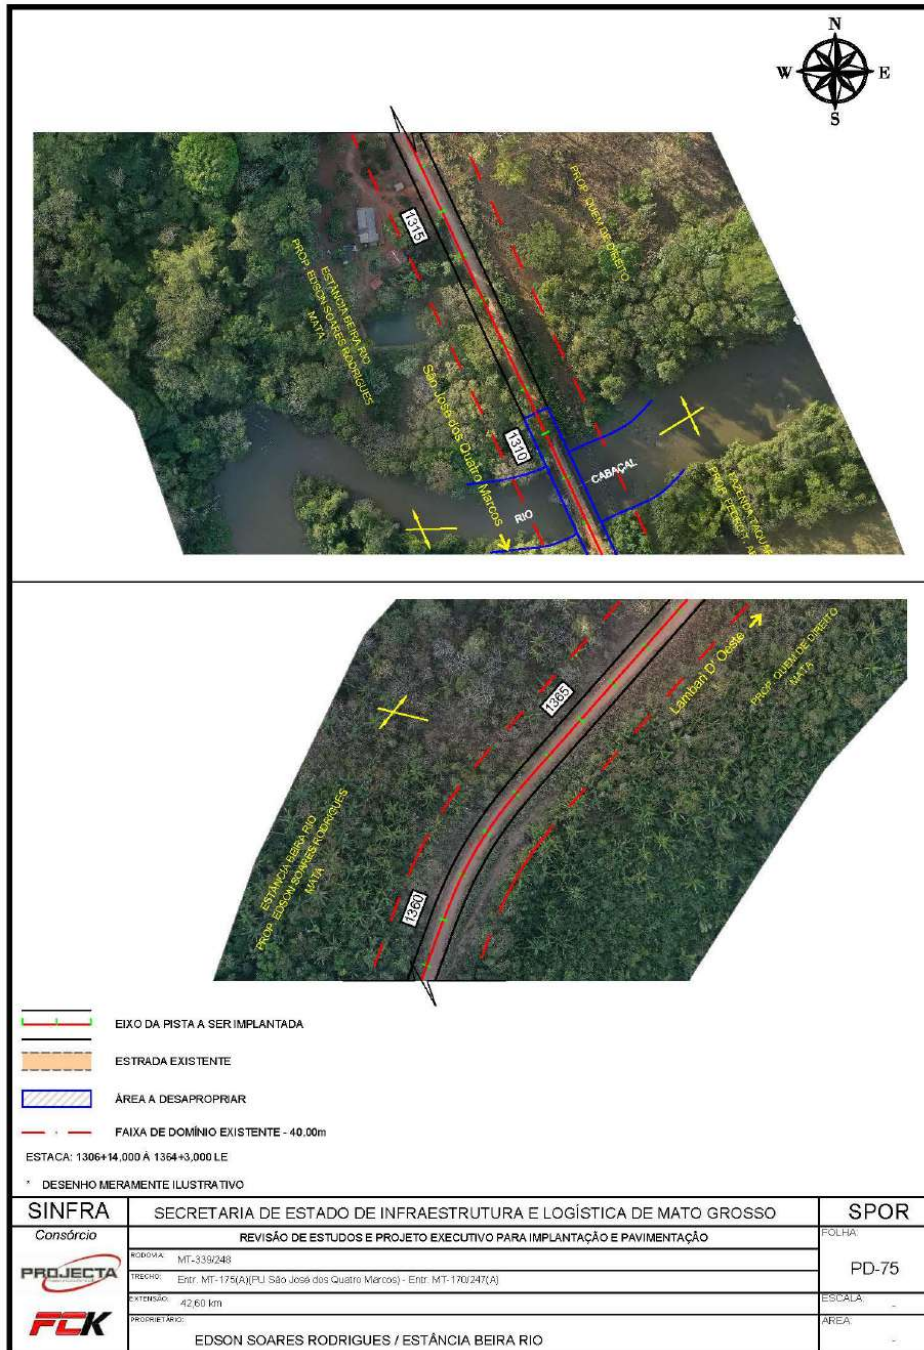 N
W E
S
1315
PROP. QUEM DE DIREITO
ESTÂNCIA BEIRA RIO
PROP. EDSON SOARES RODRIGUES
MATA
São José dos Quatro Marcos
1310
RIO
CABAÇAL
FAZENDA TAQUAR
PROP. PEDRO T. AL
1365
Lambari D' Oeste
PROP. QUEM DE DIREITO
MATA
ESTÂNCIA BEIRA RIO
PROP. EDSON SOARES RODRIGUES
MATA
1360
EIXO DA PISTA A SER IMPLANTADA
ESTRADA EXISTENTE
ÁREA A DESAPROPRIAR
FAIXA DE DOMÍNIO EXISTENTE - 40.00m
ESTACA: 1306+14,000 À 1364+3,000 LE
* DESENHO MERAMENTE ILUSTRATIVO
SINFRA
SECRETARIA DE ESTADO DE INFRAESTRUTURA E LOGÍSTICA DE MATO GROSSO
SPOR
Consórcio
PROJECTA
FCK
REVISÃO DE ESTUDOS E PROJETO EXECUTIVO PARA IMPLANTAÇÃO E PAVIMENTAÇÃO
RODOVIA: MT-339/248
TRECHO: Entr. MT-175(A)(PU São José dos Quatro Marcos) - Entr. MT-170/247(A)
EXTENSÃO: 42,60 km
PROPRIETÁRIO:
EDSON SOARES RODRIGUES / ESTÂNCIA BEIRA RIO
FOLHA:
PD-75
ESCALA: -
ÁREA: -